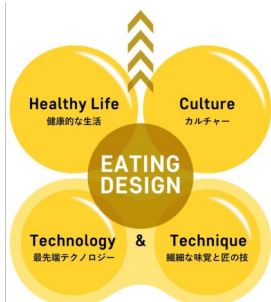 Healthy Life
健康的な生活
Culture
カルチャー
EATING
DESIGN
Technology
最先端テクノロジー
&
Technique
繊細な味覚と匠の技